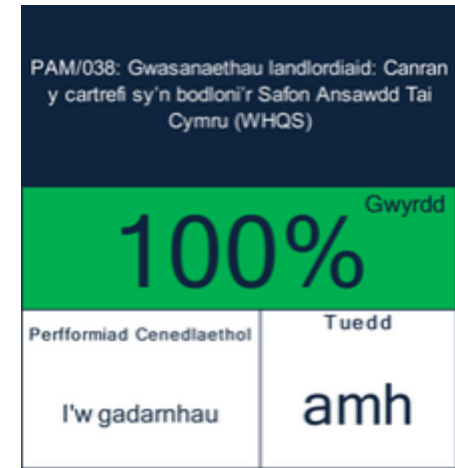 PAM/038: Gwasanaethau landlordiaid: Canran
y cartrefi sy'n bodloni'r Safon Ansawdd Tai
Cymru (WHQS)
Gwyrdd
100%
Perfformiad Cenedlaethol
I'w gadarnhau
Tuedd
amh